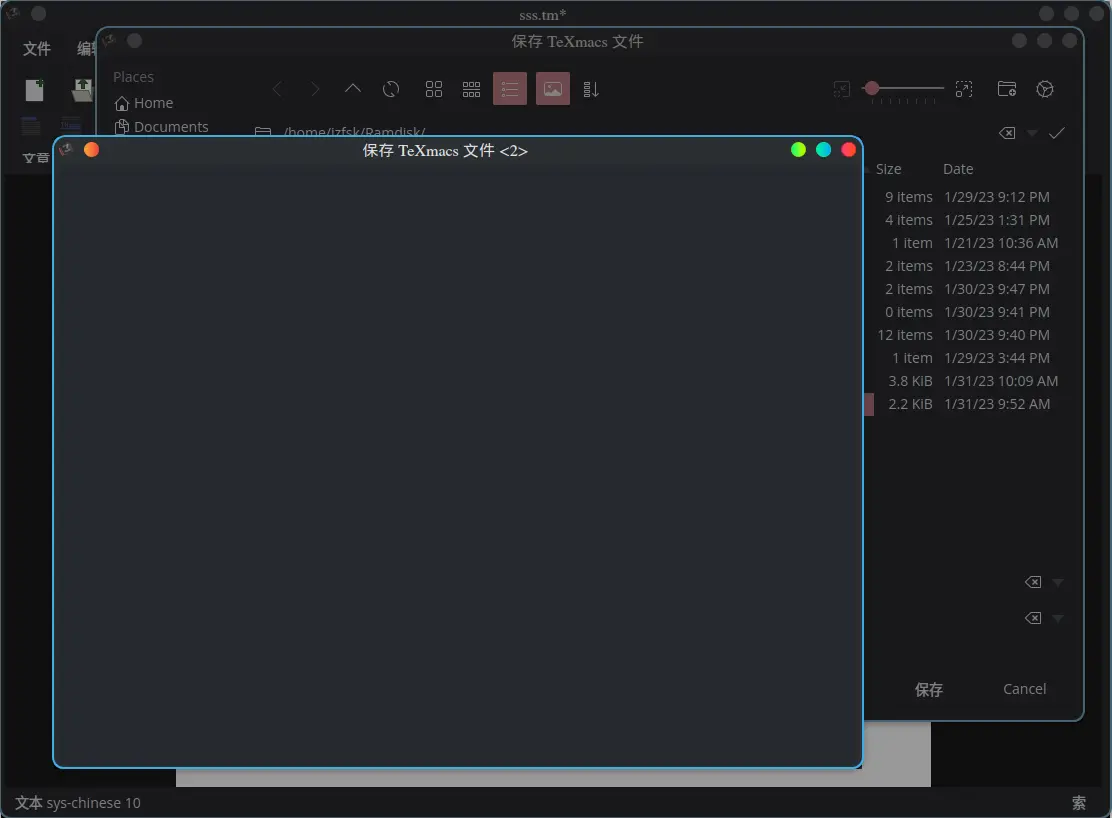 sss.tm*
文件 编辑
保存 TeXmacs 文件
Places
Home
Documents
/home/jzfsk/Ramdisk/
文章
保存 TeXmacs 文件 <2>
Size Date
9 items 1/29/23 9:12 PM
4 items 1/25/23 1:31 PM
1 item 1/21/23 10:36 AM
2 items 1/23/23 8:44 PM
2 items 1/30/23 9:47 PM
0 items 1/30/23 9:41 PM
12 items 1/30/23 9:40 PM
1 item 1/29/23 3:44 PM
3.8 KiB 1/31/23 10:09 AM
2.2 KiB 1/31/23 9:52 AM
保存 Cancel
文本 sys-chinese 10 索